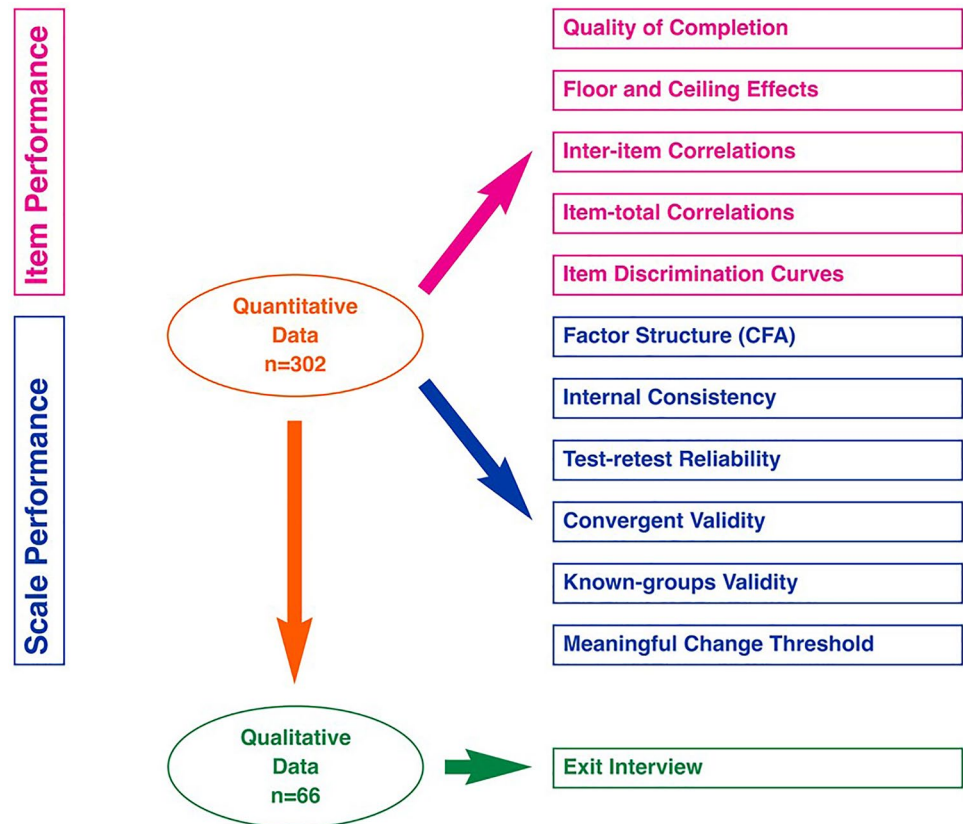 Item Performance
Quality of Completion
Floor and Ceiling Effects
Inter-item Correlations
Item-total Correlations
Item Discrimination Curves
Quantitative
Data
n=302
Scale Performance
Factor Structure (CFA)
Internal Consistency
Test-retest Reliability
Convergent Validity
Known-groups Validity
Meaningful Change Threshold
Qualitative
Data
n=66
Exit Interview